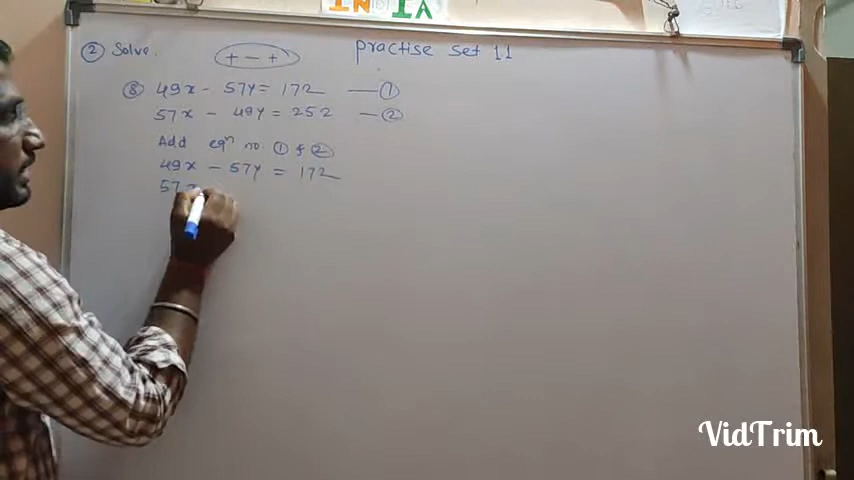 INDIA
② Solve. + - + practise set 11
⑧ 49x - 57y = 172 — ①
57x - 49y = 252 — ②
Add eqⁿ no. ① & ②
49x - 57y = 172
57x
VidTrim